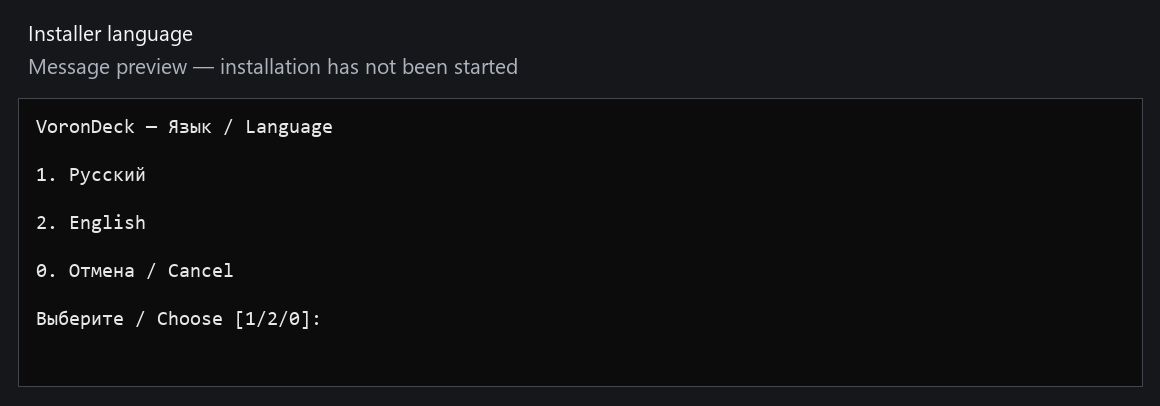 Installer language
Message preview — installation has not been started
VoronDeck — Язык / Language
1. Русский
2. English
0. Отмена / Cancel
Выберите / Choose [1/2/0]: